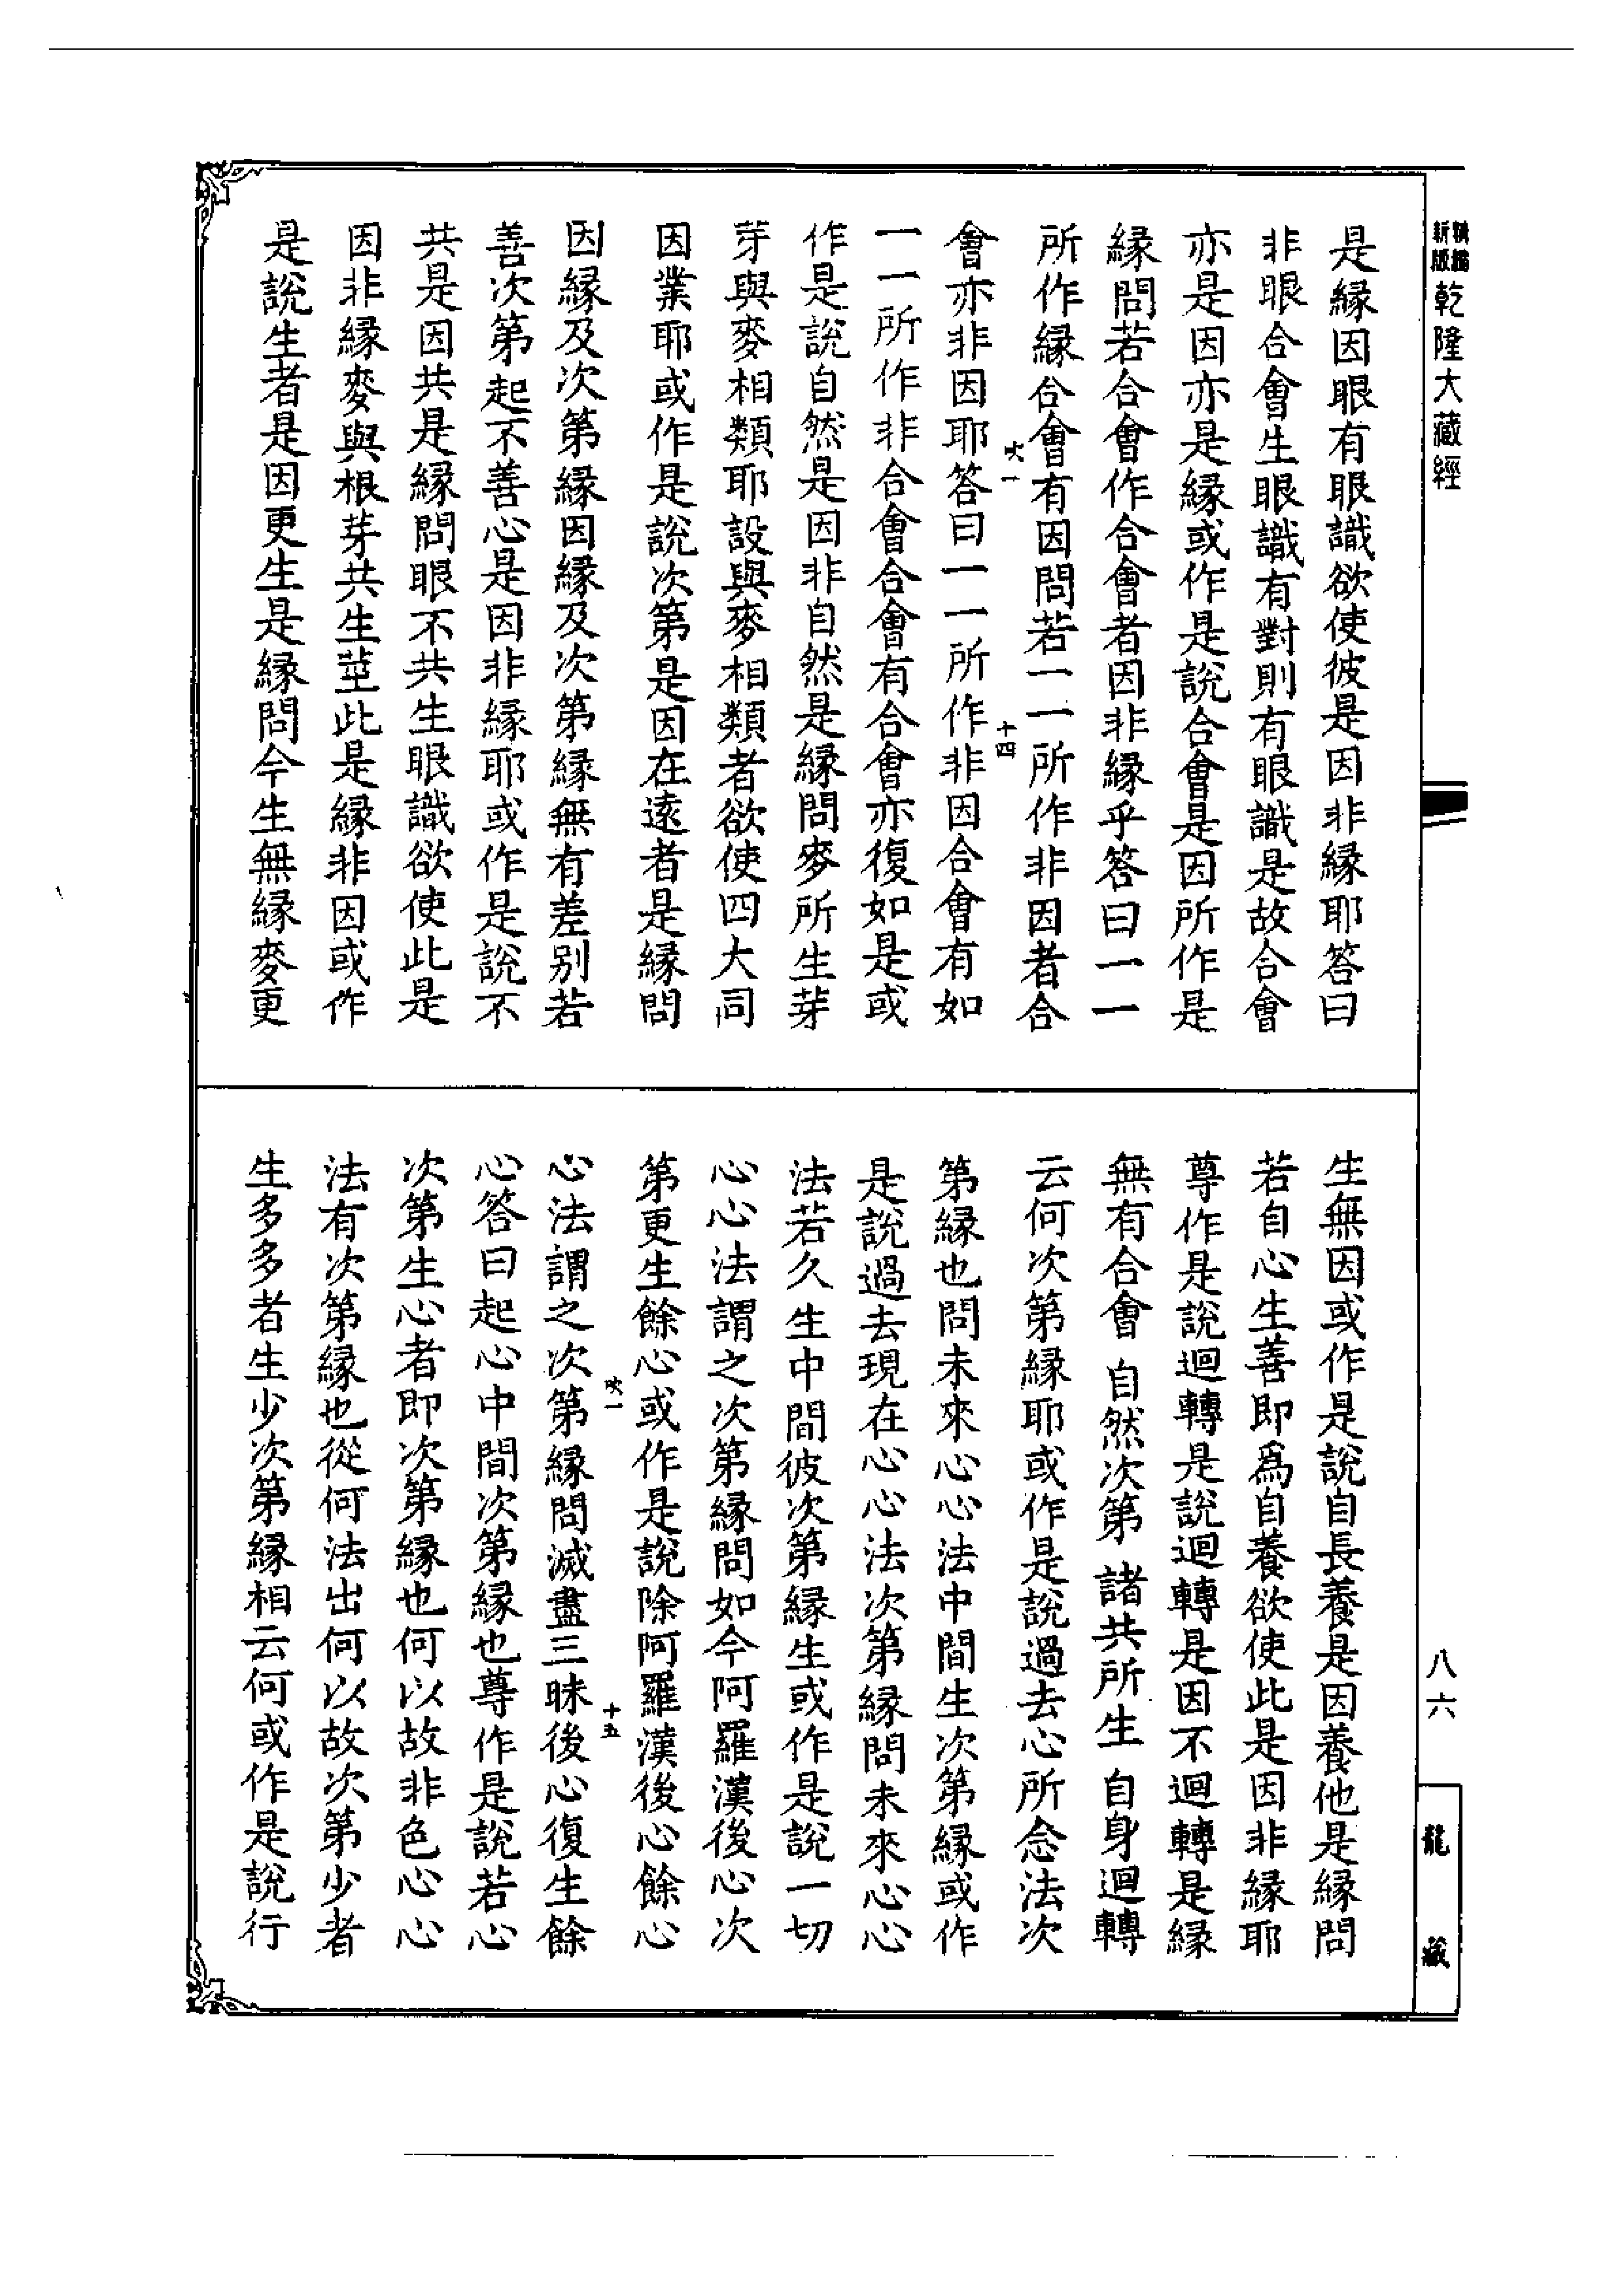 新版
乾隆大藏經
是緣因眼有眼識欲使彼是因非緣耶答曰
非眼合會生眼識有對則有眼識是故合會
亦是因亦是緣或作是說合會是因所作是
緣問若合會作合會者因非緣乎答曰一一
所作緣合會有因問若一一所作非因者合
十四
會亦非因耶答曰一一所作非因合會有如
一一所作非合會合會有合會亦復如是或
作是說自然是因非自然是緣問麥所生芽
芽與麥相類耶設與麥相類者欲使四大同
因業耶或作是說次第是因在遠者是緣問
因緣及次第緣因緣及次第緣無有差別若
善次第起不善心是因非緣耶或作是說不
共是因共是緣問眼不共生眼識欲使此是
因非緣麥與根芽共生莖此是緣非因或作
是說生者是因更生是緣問今生無緣麥更
生無因或作是說自長養是因養他是緣問
若自心生善即為自養欲使此是因非緣耶
尊作是說迴轉是說迴轉是因不迴轉是緣
無有合會 自然次第 諸共所生 自身迴轉
云何次第緣耶或作是說過去心所念法次
第緣也問未來心心法中間生次第緣或作
是說過去現在心心法次第緣問未來心心
法若久生中間彼次第緣生或作是說一切
心心法謂之次第緣問如今阿羅漢後心次
第更生餘心或作是說除阿羅漢後心餘心
十五
心法謂之次第緣問滅盡三昧後心復生餘
心答曰起心中間次第緣也尊作是說若心
次第生心者即次第緣也何以故非色心心
法有次第緣也從何法出何以故次第少者
生多多者生少次第緣相云何或作是說行
八六
龍藏